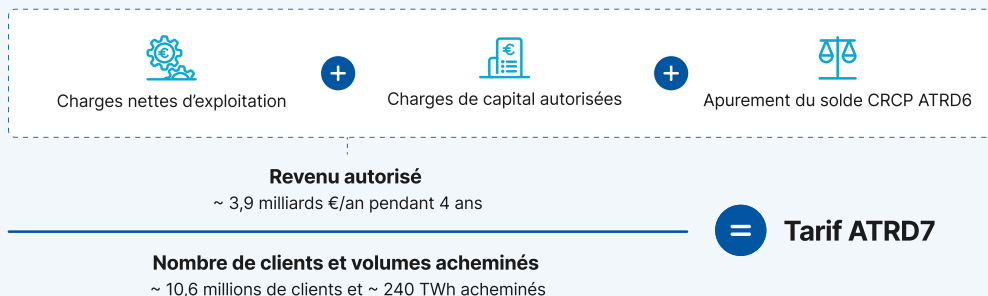 Charges nettes d’exploitation
+
Charges de capital autorisées
+
Apurement du solde CRCP ATRD6
Revenu autorisé
~ 3,9 milliards €/an pendant 4 ans
= Tarif ATRD7
Nombre de clients et volumes acheminés
~ 10,6 millions de clients et ~ 240 TWh acheminés